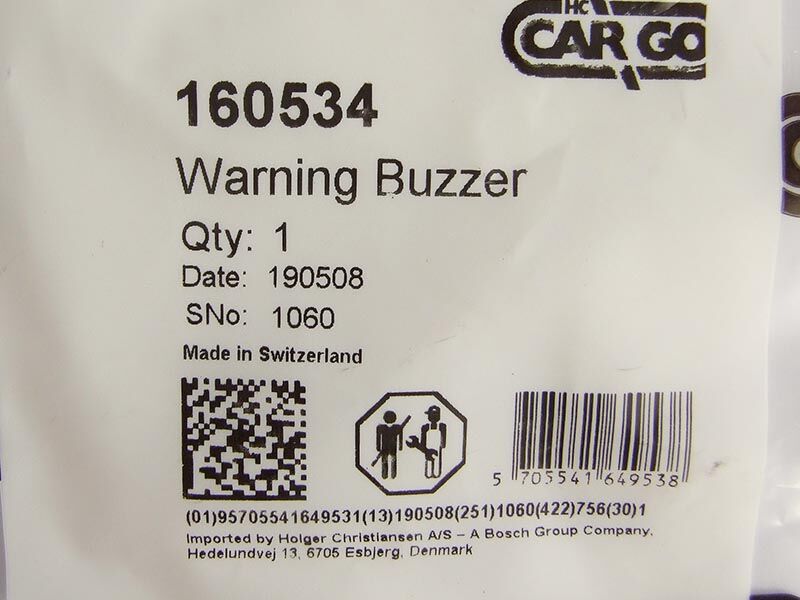 HC
CARGO
160534
Warning Buzzer
Qty: 1
Date: 190508
SNo: 1060
Made in Switzerland
5 705541 649538
(01)95705541649531(13)190508(251)1060(422)756(30)1
Imported by Holger Christiansen A/S – A Bosch Group Company,
Hedelundvej 13, 6705 Esbjerg, Denmark